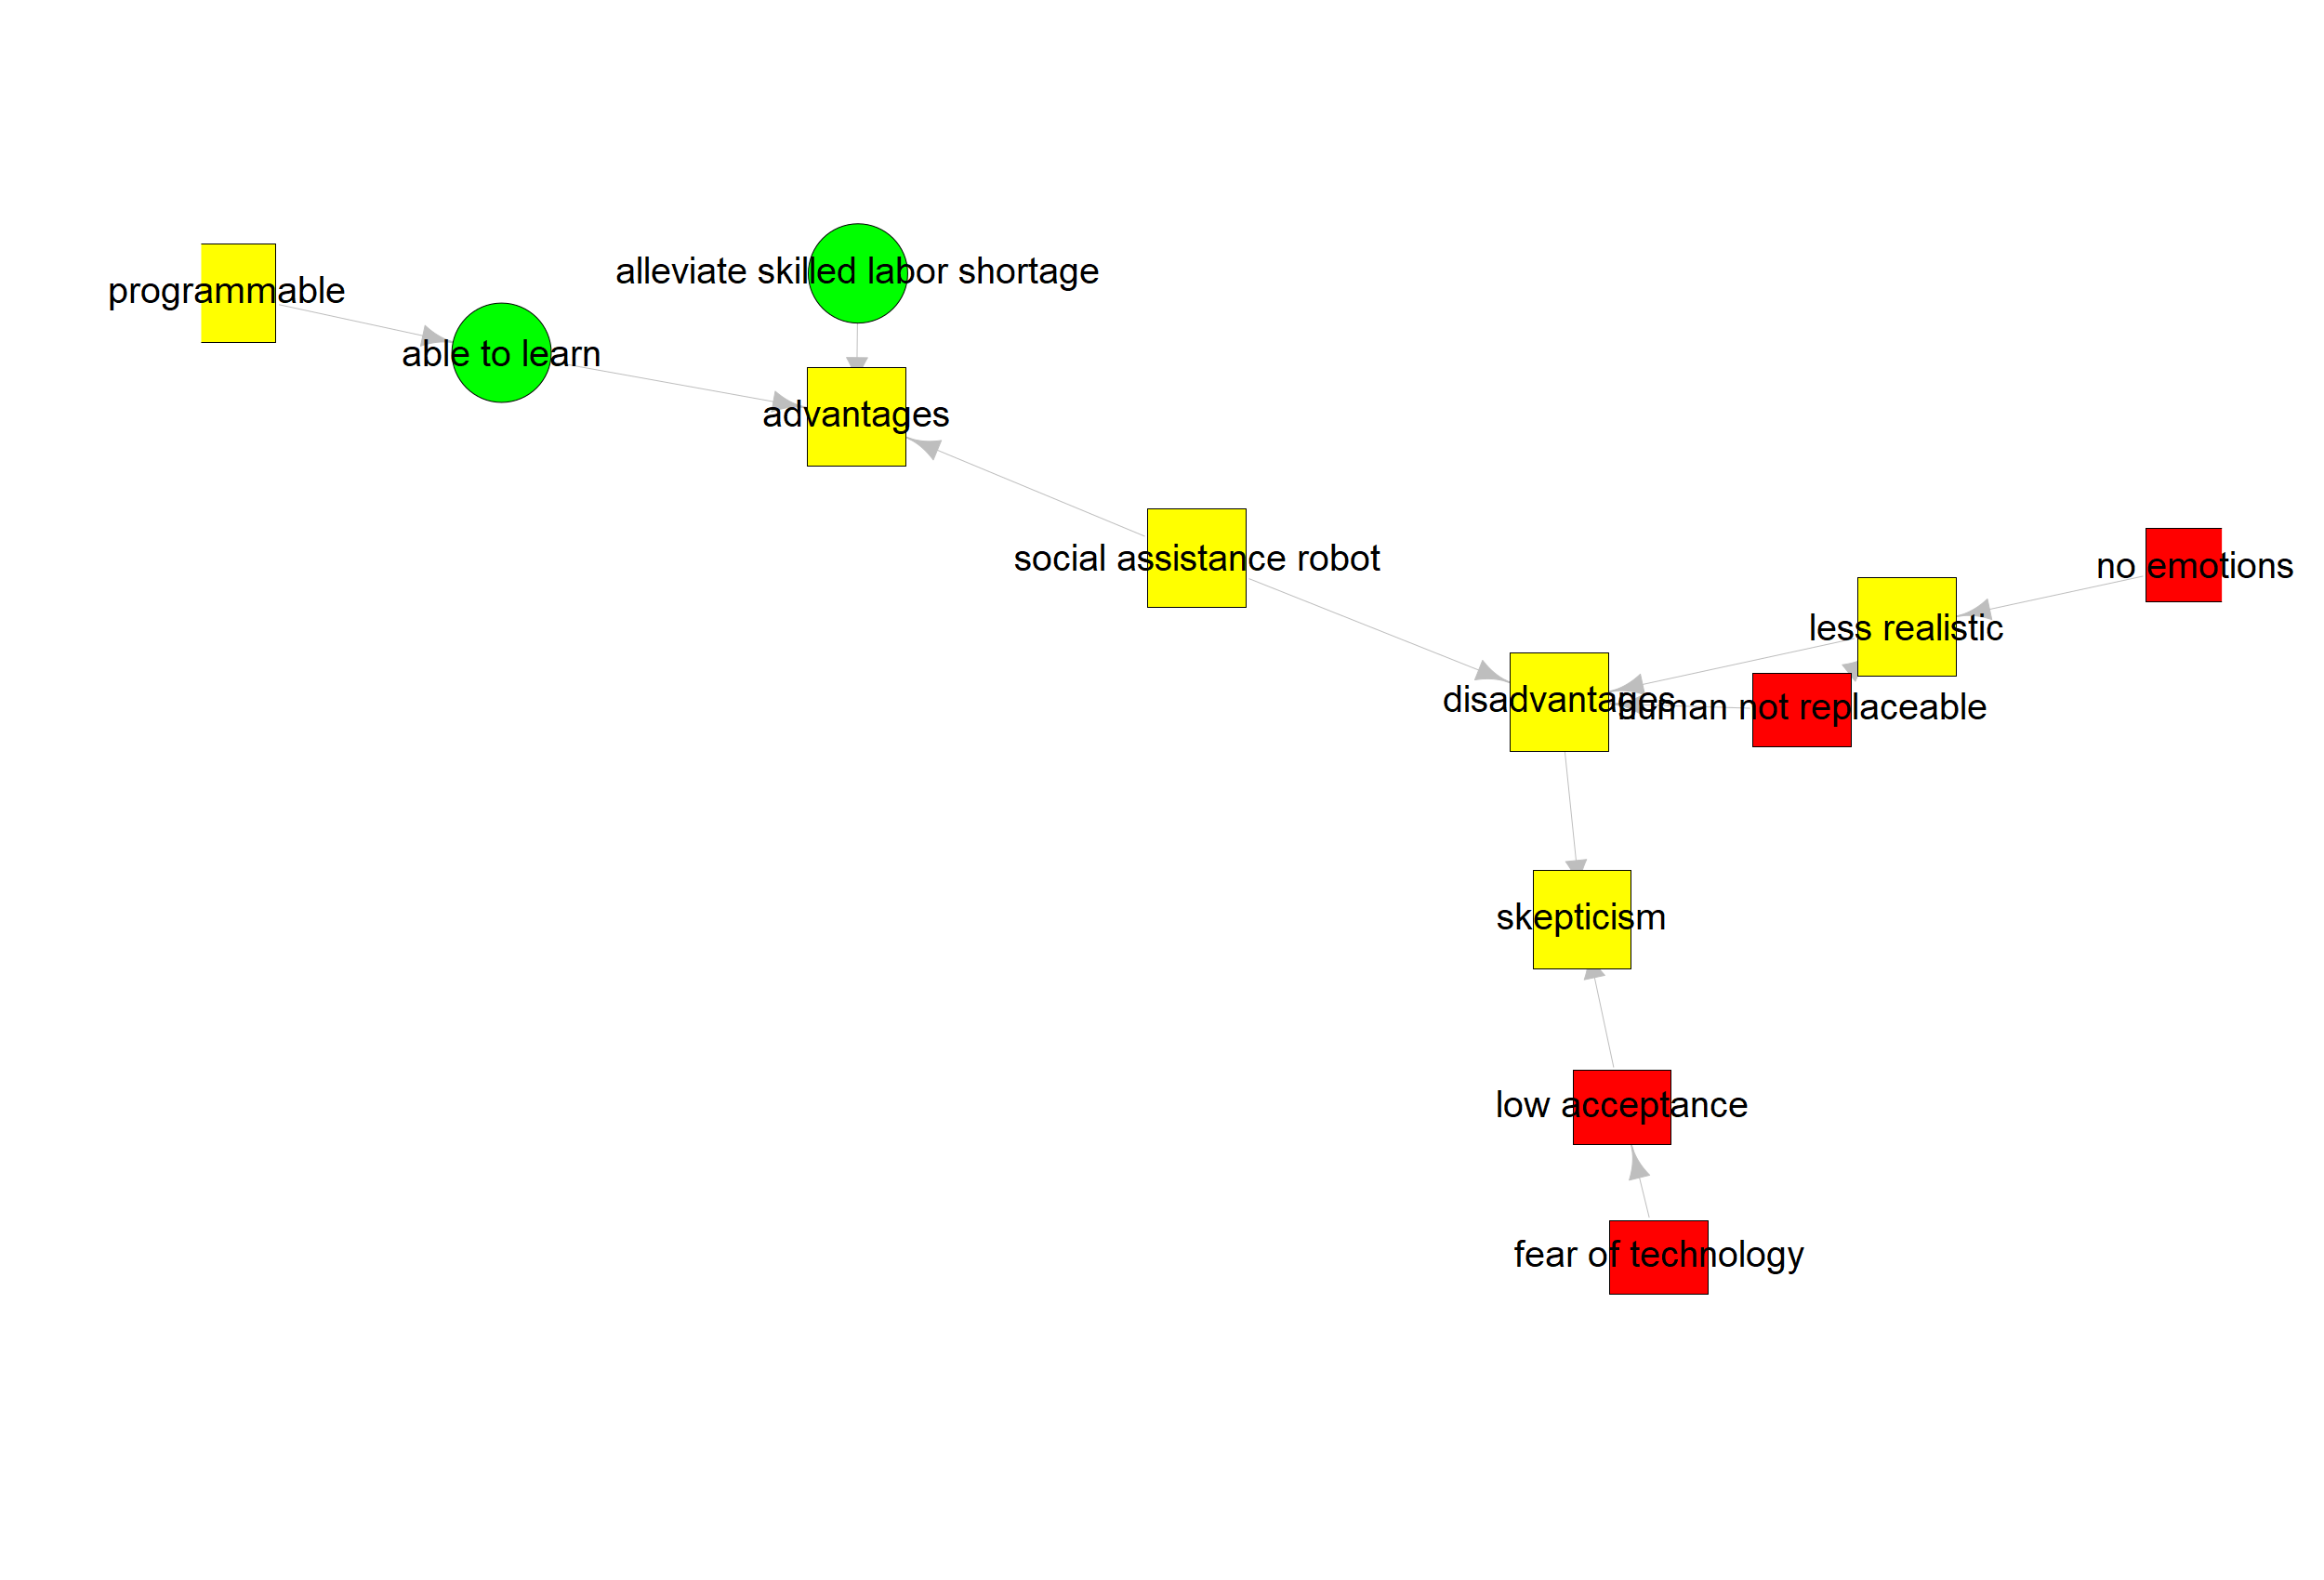 alleviate skilled labor shortage
programmable
able to learn
advantages
social assistance robot
no emotions
less realistic
disadvantages
human not replaceable
skepticism
low acceptance
fear of technology